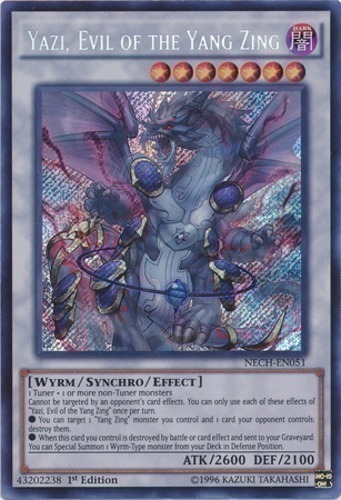 YAZI, EVIL OF THE YANG ZING
DARK
闇
NECH-EN051
[WYRM/SYNCHRO/EFFECT]
1 Tuner + 1 or more non-Tuner monsters
Cannot be targeted by an opponent's card effects. You can only use each of these effects of
"Yazi, Evil of the Yang Zing" once per turn.
● You can target 1 "Yang Zing" monster you control and 1 card your opponent controls;
destroy them.
● When this card you control is destroyed by battle or card effect and sent to your Graveyard:
You can Special Summon 1 Wyrm-Type monster from your Deck in Defense Position.
ATK/2600 DEF/2100
43202238 1st Edition ©1996 KAZUKI TAKAHASHI